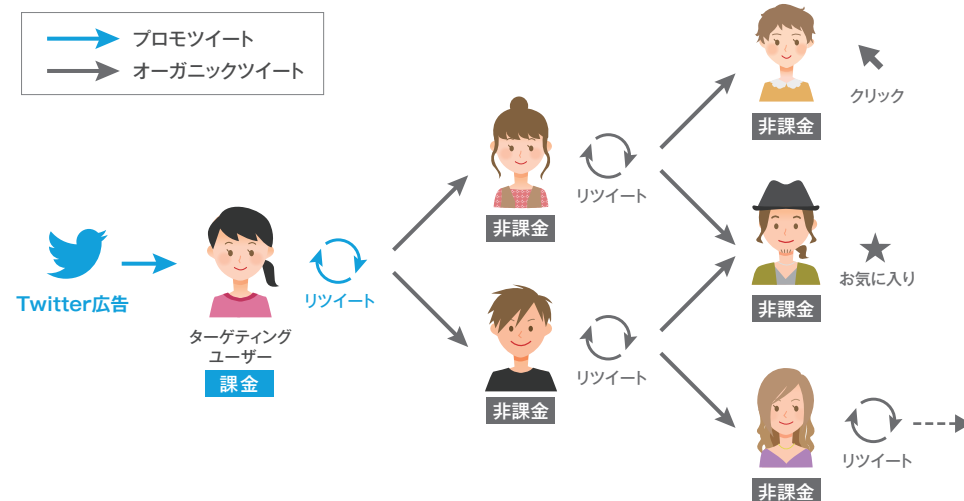 プロモツイート
オーガニックツイート
Twitter広告
ターゲティング
ユーザー
課金
リツイート
非課金
リツイート
非課金
リツイート
非課金
クリック
非課金
お気に入り
非課金
リツイート